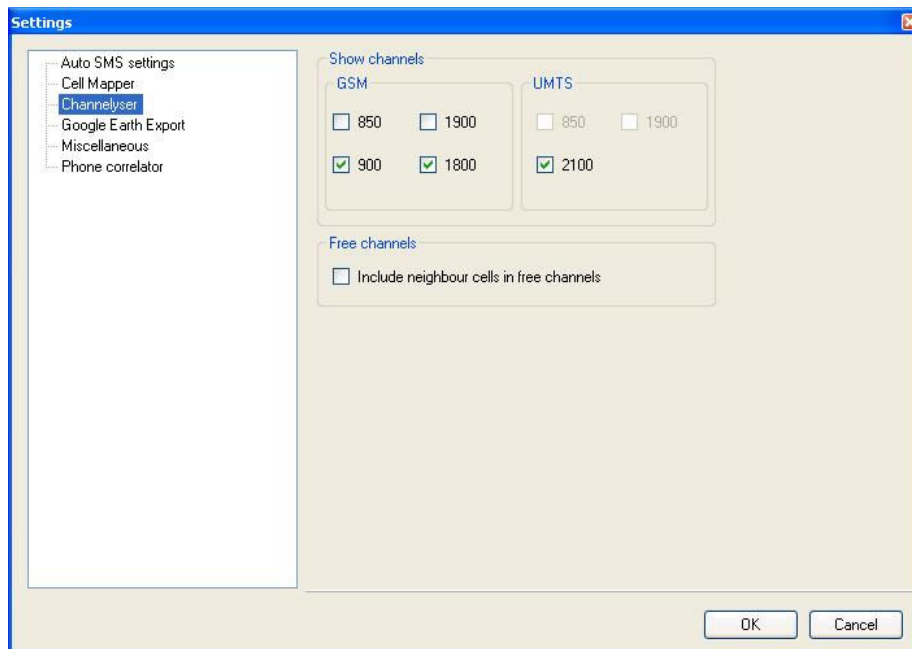 Settings
Auto SMS settings
Cell Mapper
Channelyser
Google Earth Export
Miscellaneous
Phone correlator
Show channels
GSM
UMTS
850 1900
850 1900
900 1800
2100
Free channels
Include neighbour cells in free channels
OK
Cancel